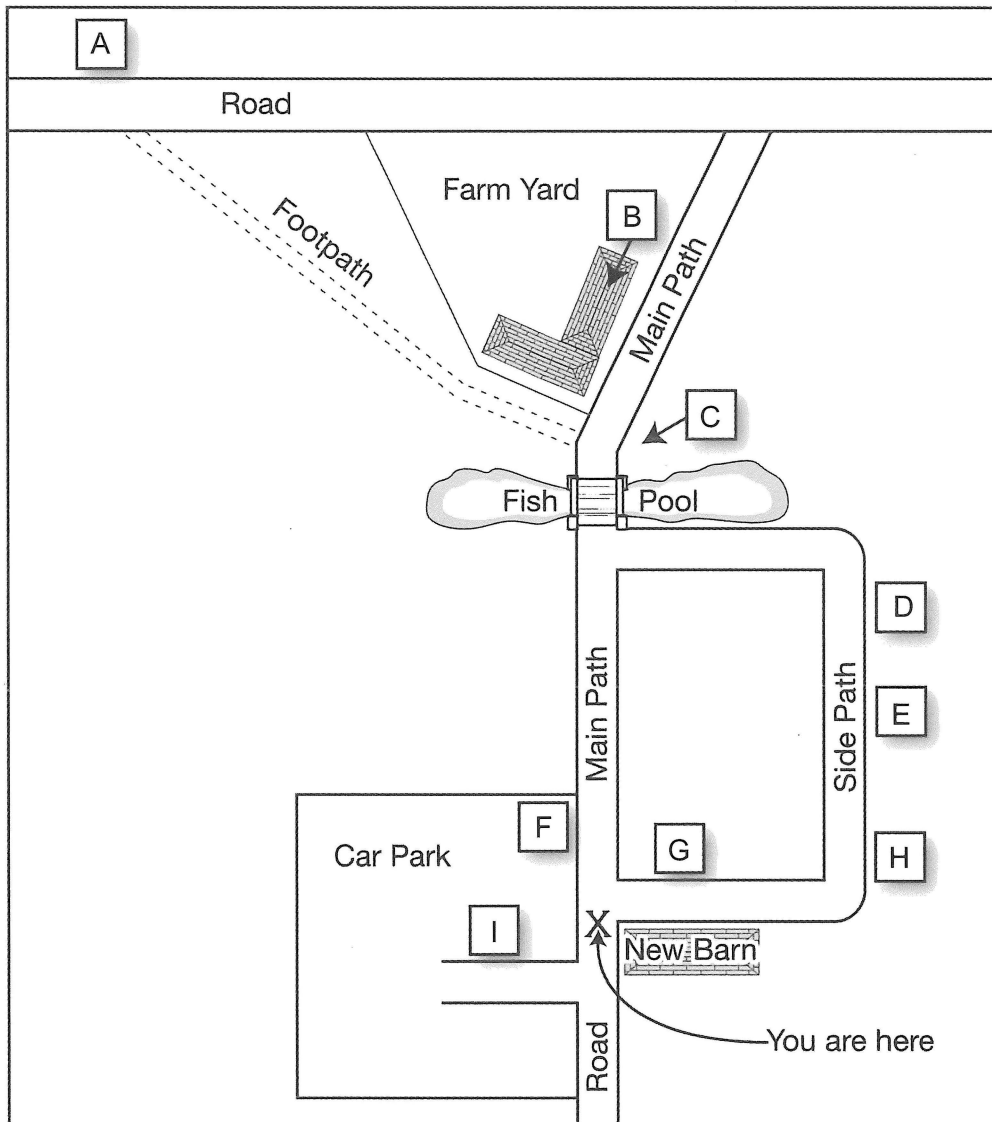 A
Road
Farm Yard
B
Footpath
Main Path
C
Fish
Pool
D
Main Path
Side Path
E
F
Car Park
G
H
I
X
New Barn
You are here
Road